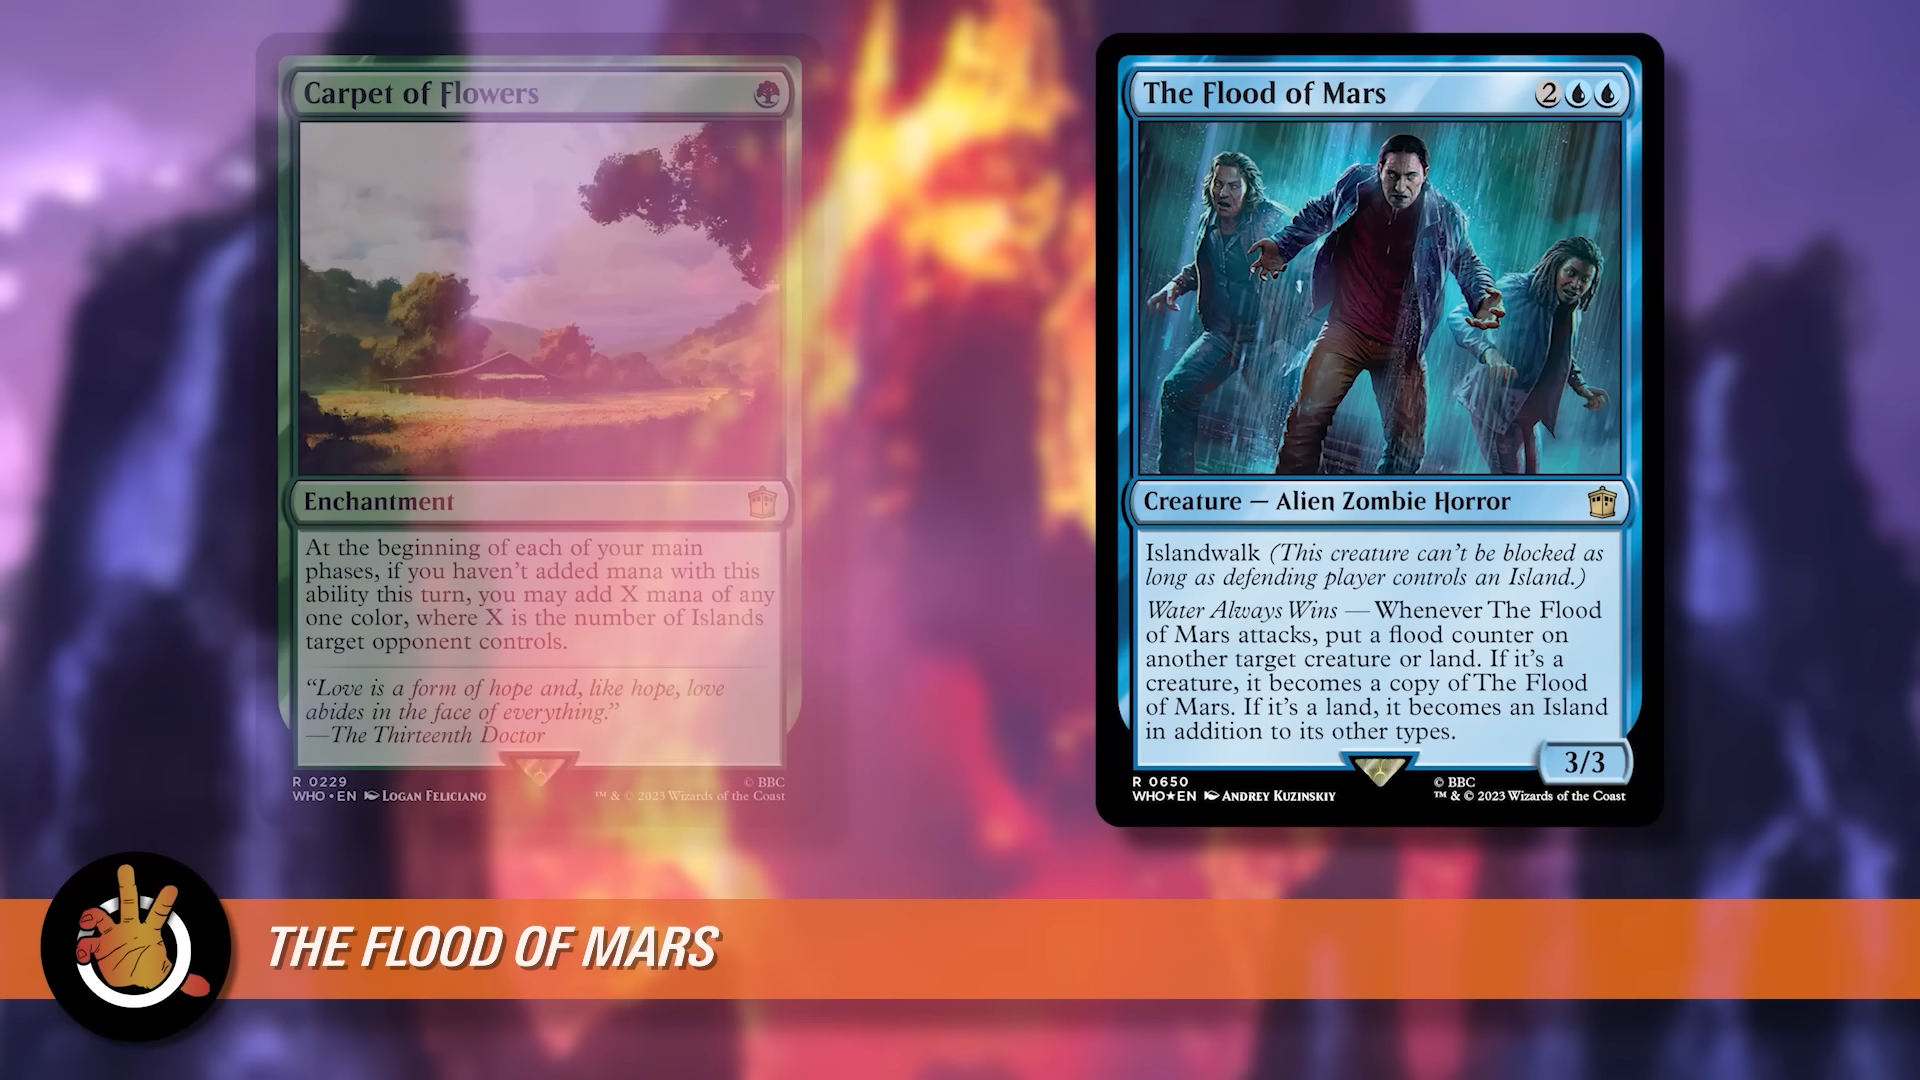 Carpet of Flowers
Enchantment
At the beginning of each of your main
phases, if you haven't added mana with this
ability this turn, you may add X mana of any
one color, where X is the number of Islands
target opponent controls.
“Love is a form of hope and, like hope, love
abides in the face of everything.”
—The Thirteenth Doctor
R 0229
WHO • EN LOGAN FELICIANO
© BBC
™ & © 2023 Wizards of the Coast
The Flood of Mars
2
Creature — Alien Zombie Horror
Islandwalk (This creature can't be blocked as
long as defending player controls an Island.)
Water Always Wins — Whenever The Flood
of Mars attacks, put a flood counter on
another target creature or land. If it's a
creature, it becomes a copy of The Flood
of Mars. If it's a land, it becomes an Island
in addition to its other types.
3/3
R 0650
WHO★EN ANDREY KUZINSKIY
© BBC
™ & © 2023 Wizards of the Coast
THE FLOOD OF MARS